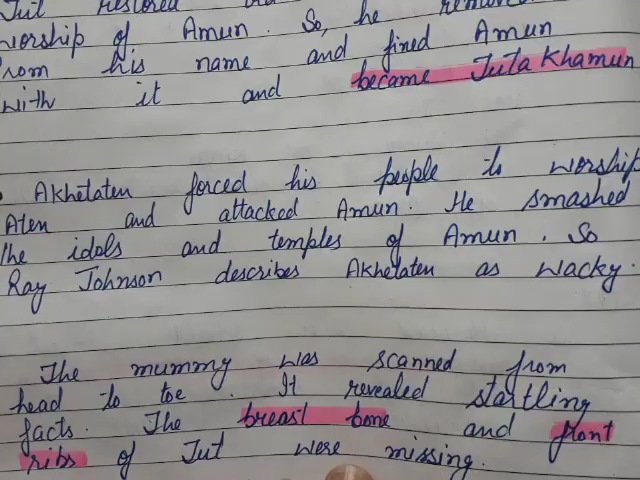 Tut restored
worship of Amun. So, he removed
from his name and fixed Amun
with it and became TutaKhamun
Akhetaten forced his people to worship
Aten and attacked Amun. He smashed
the idols and temples of Amun. So
Ray Johnson describes Akhetaten as wacky.
The mummy was scanned from
head to toe. It revealed startling
facts. The breast bone and front
ribs of Tut were missing.